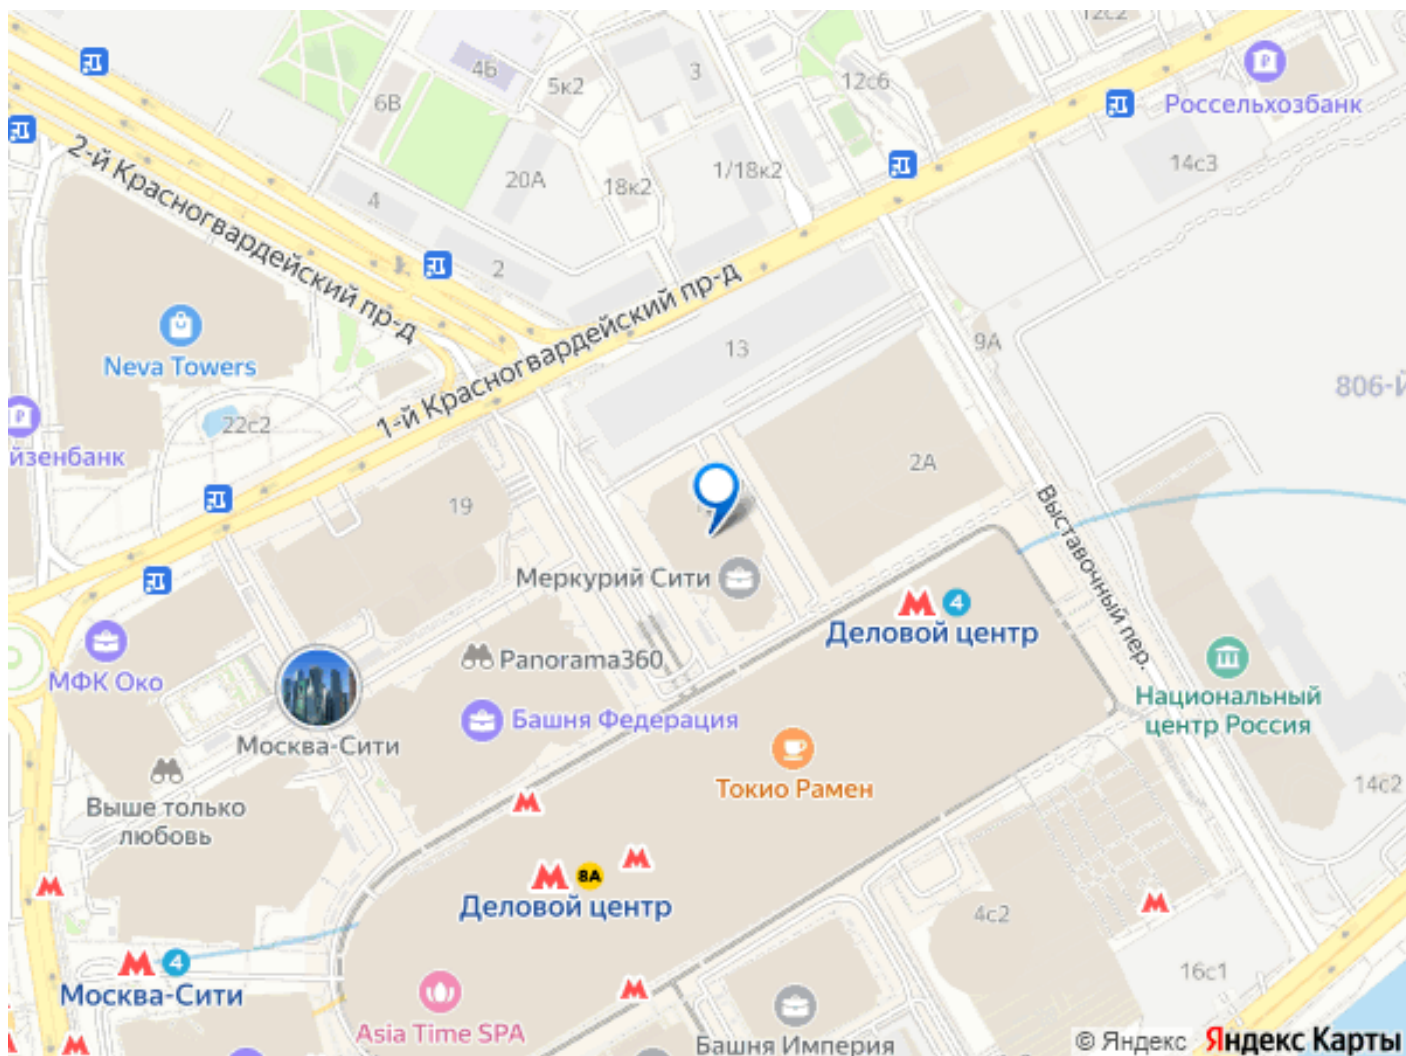 12с2
Россельхозбанк
4Б
3
12с6
5к2
6В
2-й Красногвардейский пр-д
14с3
1/18к2
20А
18к2
4
2
1-й Красногвардейский пр-д
Neva Towers
13
9А
806-й
22с2
йзенбанк
2А
19
Выставочный пер.
Меркурий Сити
4
Деловой центр
Panorama360
МФК Око
Национальный
центр Россия
Башня Федерация
Москва-Сити
Токио Рамен
14с2
Выше только
любовь
8А
Деловой центр
4с2
4
Москва-Сити
16с1
Asia Time SPA
Башня Империя
© Яндекс Яндекс Карты